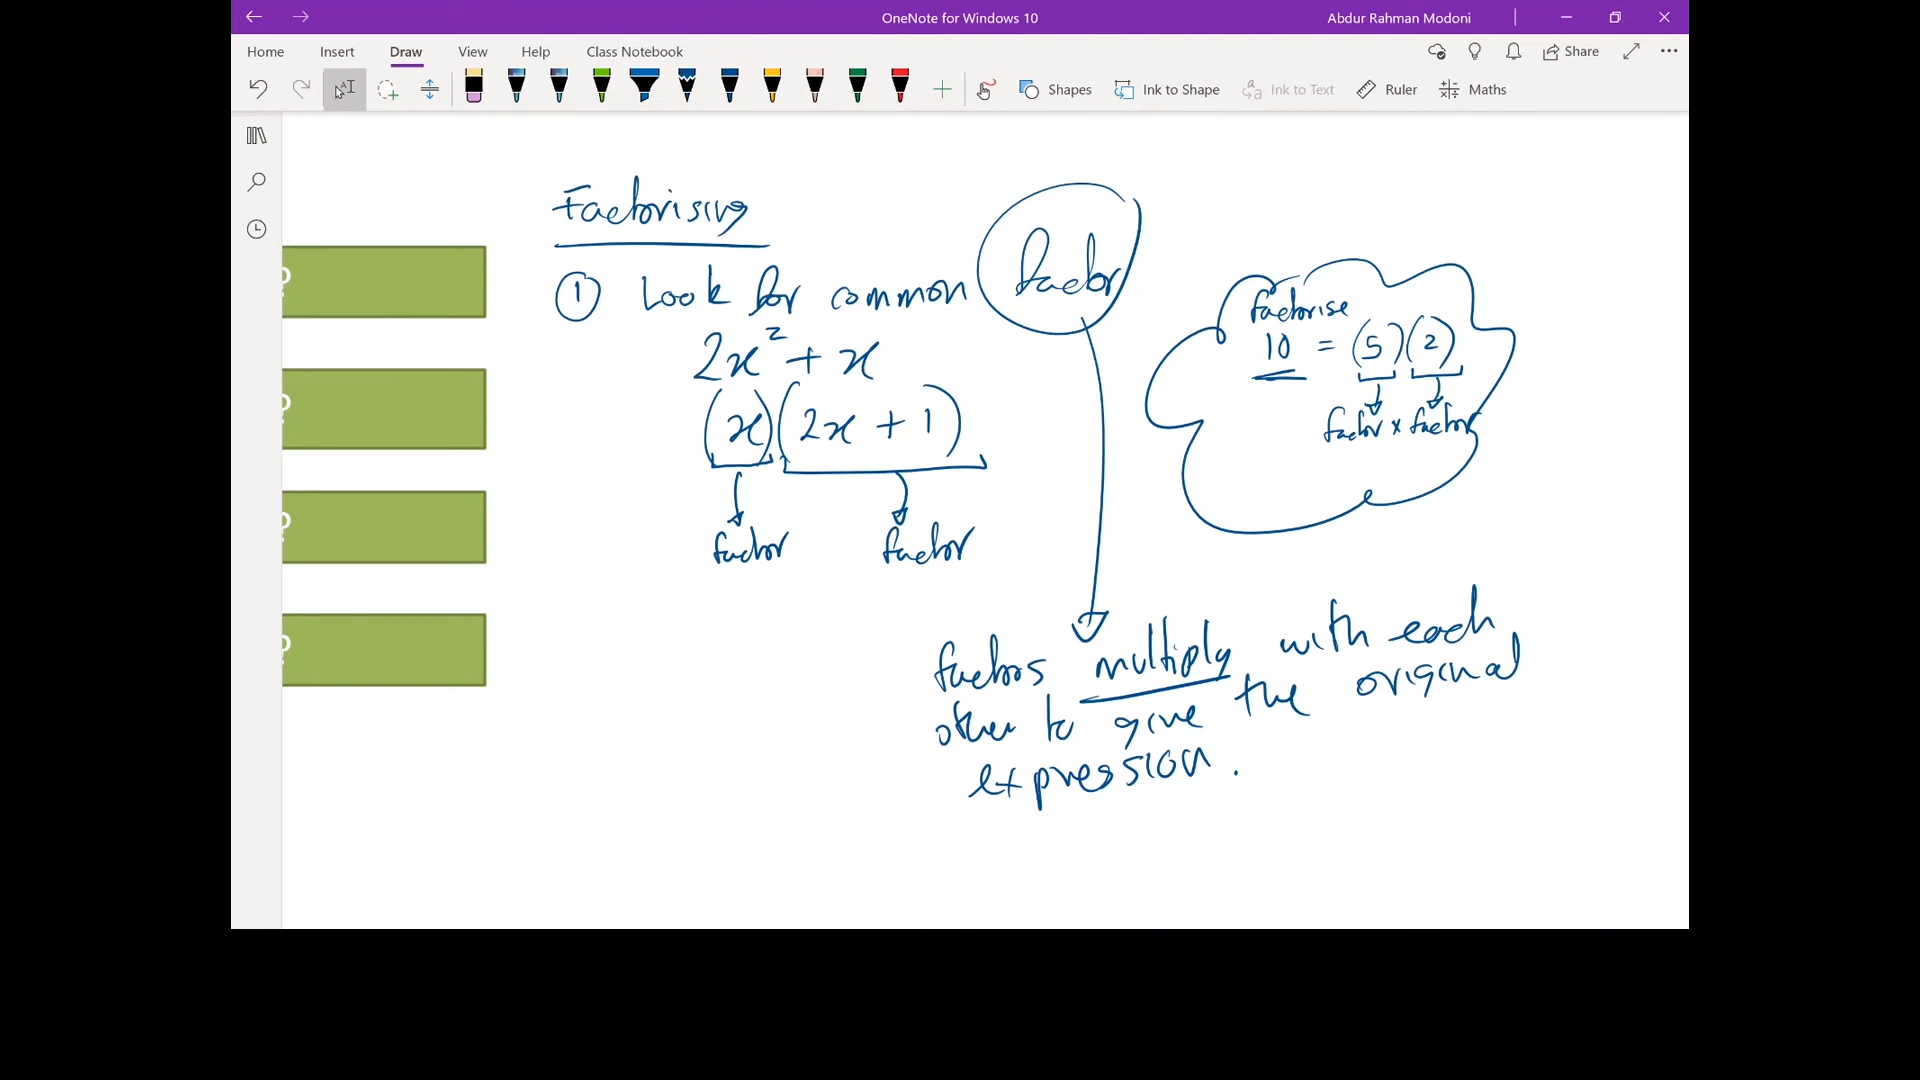 OneNote for Windows 10
Abdur Rahman Modoni
Home Insert Draw View Help Class Notebook
Share
Shapes Ink to Shape Ink to Text Ruler Maths
Factorising
① Look for common factor
2x² + x
(x)(2x + 1)
factor factor
factorise
10 = (5)(2)
factor x factor
factors multiply with each
other to give the original
expression.